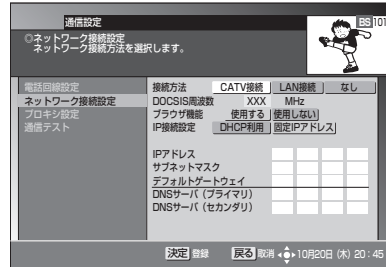 通信設定
BS 101
◎ネットワーク接続設定
ネットワーク接続方法を選択します。
電話回線設定
ネットワーク接続設定
プロキシ設定
通信テスト
接続方法 CATV接続 LAN接続 なし
DOCSIS周波数 XXX MHz
ブラウザ機能 使用する 使用しない
IP接続設定 DHCP利用 固定IPアドレス
IPアドレス
サブネットマスク
デフォルトゲートウェイ
DNSサーバ（プライマリ）
DNSサーバ（セカンダリ）
決定 登録 戻る 取消 10月20日 (木) 20：45